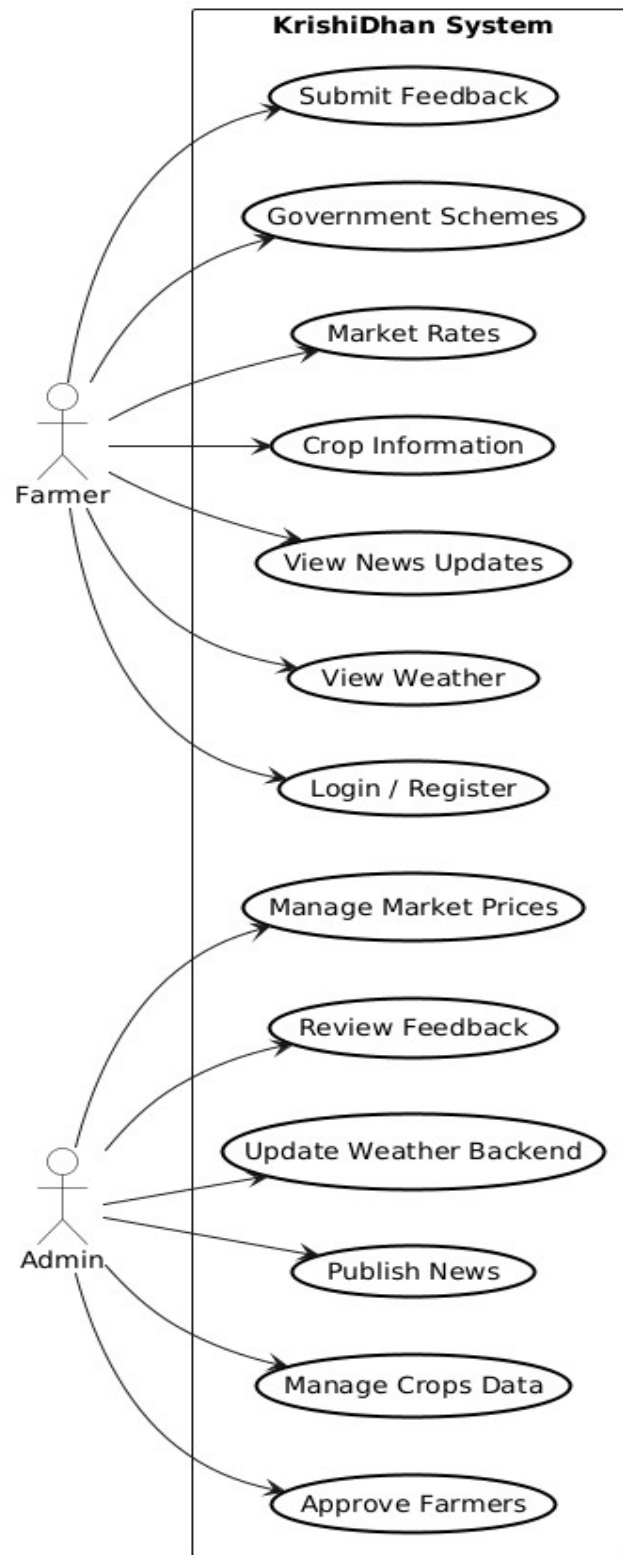 KrishiDhan System
Submit Feedback
Government Schemes
Market Rates
Crop Information
Farmer
View News Updates
View Weather
Login / Register
Manage Market Prices
Review Feedback
Update Weather Backend
Admin
Publish News
Manage Crops Data
Approve Farmers